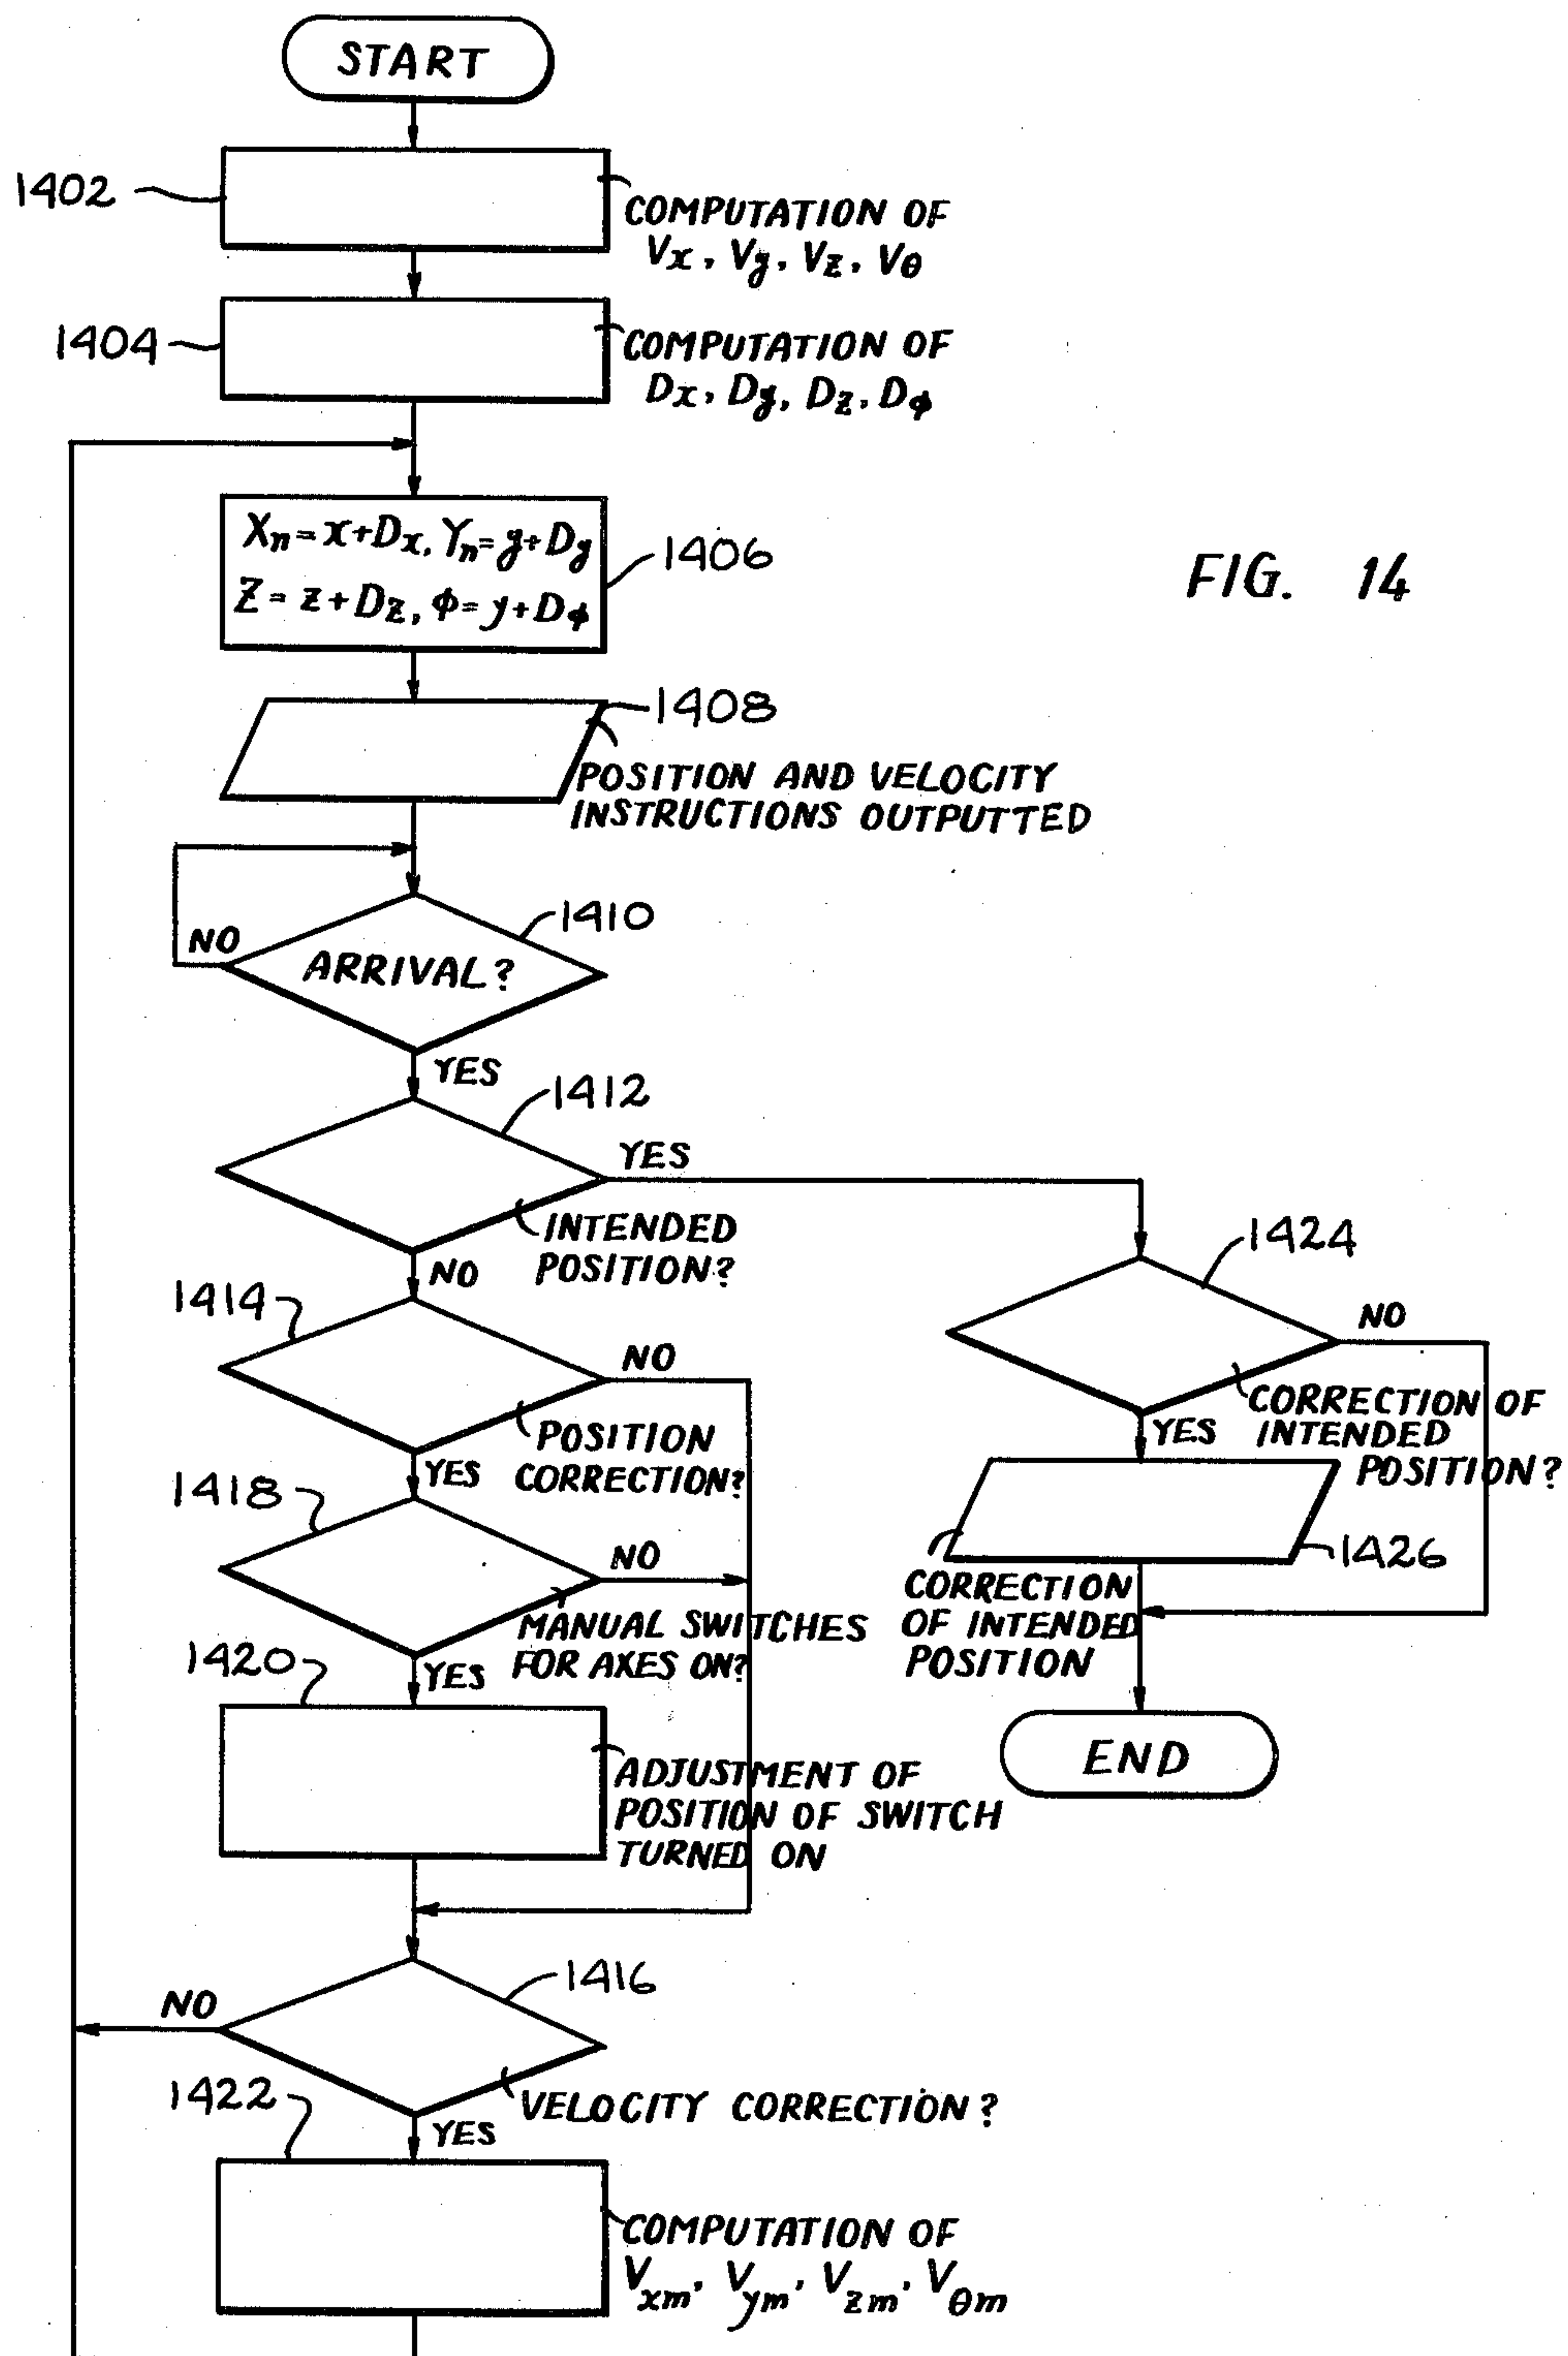 START
1402
COMPUTATION OF
Vx, Vy, Vz, Vθ
1404
COMPUTATION OF
Dx, Dy, Dz, Dϕ
Xn=x+Dx, Yn=y+Dy
Z=z+Dz, ϕ=y+Dϕ
1406
FIG. 14
1408
POSITION AND VELOCITY
INSTRUCTIONS OUTPUTTED
1410
NO
ARRIVAL?
YES
1412
YES
INTENDED
POSITION?
NO
1414
NO
POSITION
CORRECTION?
YES
1418
NO
MANUAL SWITCHES
FOR AXES ON?
YES
1420
ADJUSTMENT OF
POSITION OF SWITCH
TURNED ON
1416
NO
VELOCITY CORRECTION?
YES
1422
COMPUTATION OF
Vxm, Vym, Vzm, Vθm
1424
NO
CORRECTION OF
INTENDED
POSITION?
YES
1426
CORRECTION
OF INTENDED
POSITION
END